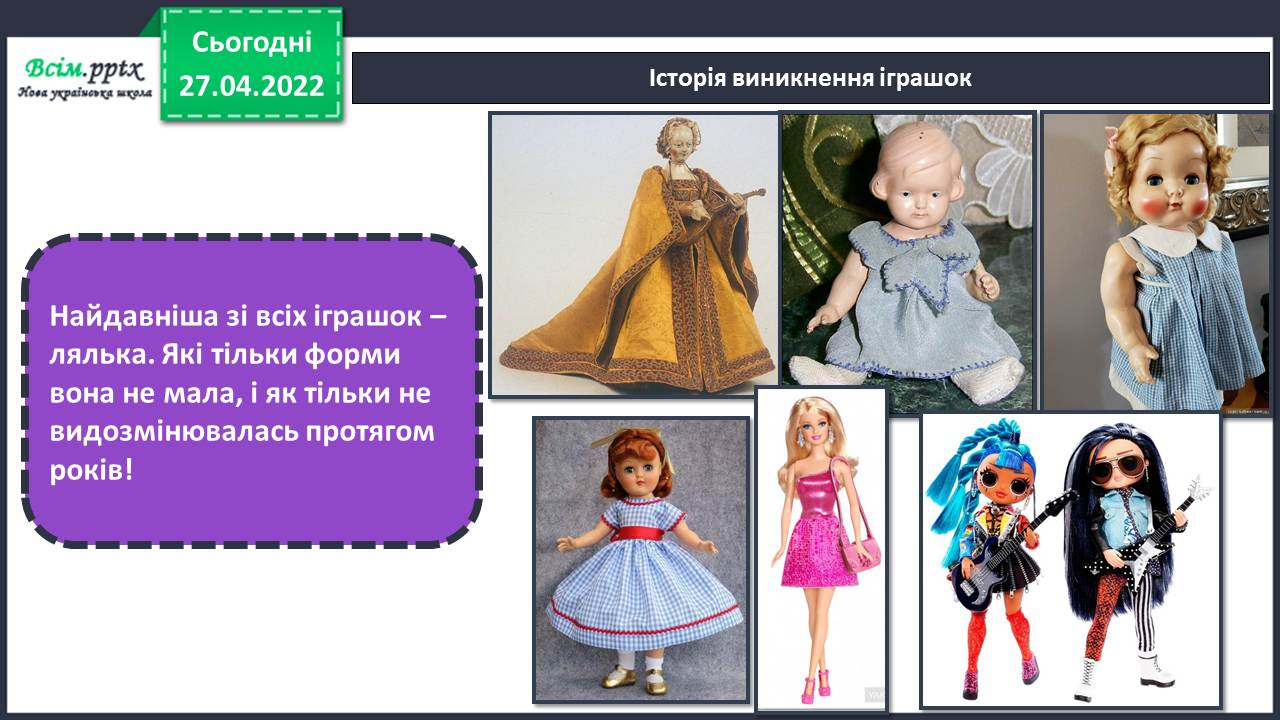 Всім.pptx
Нова українська школа
Сьогодні
27.04.2022
Історія виникнення іграшок
Найдавніша зі всіх іграшок –
лялька. Які тільки форми
вона не мала, і як тільки не
видозмінювалась протягом
років!